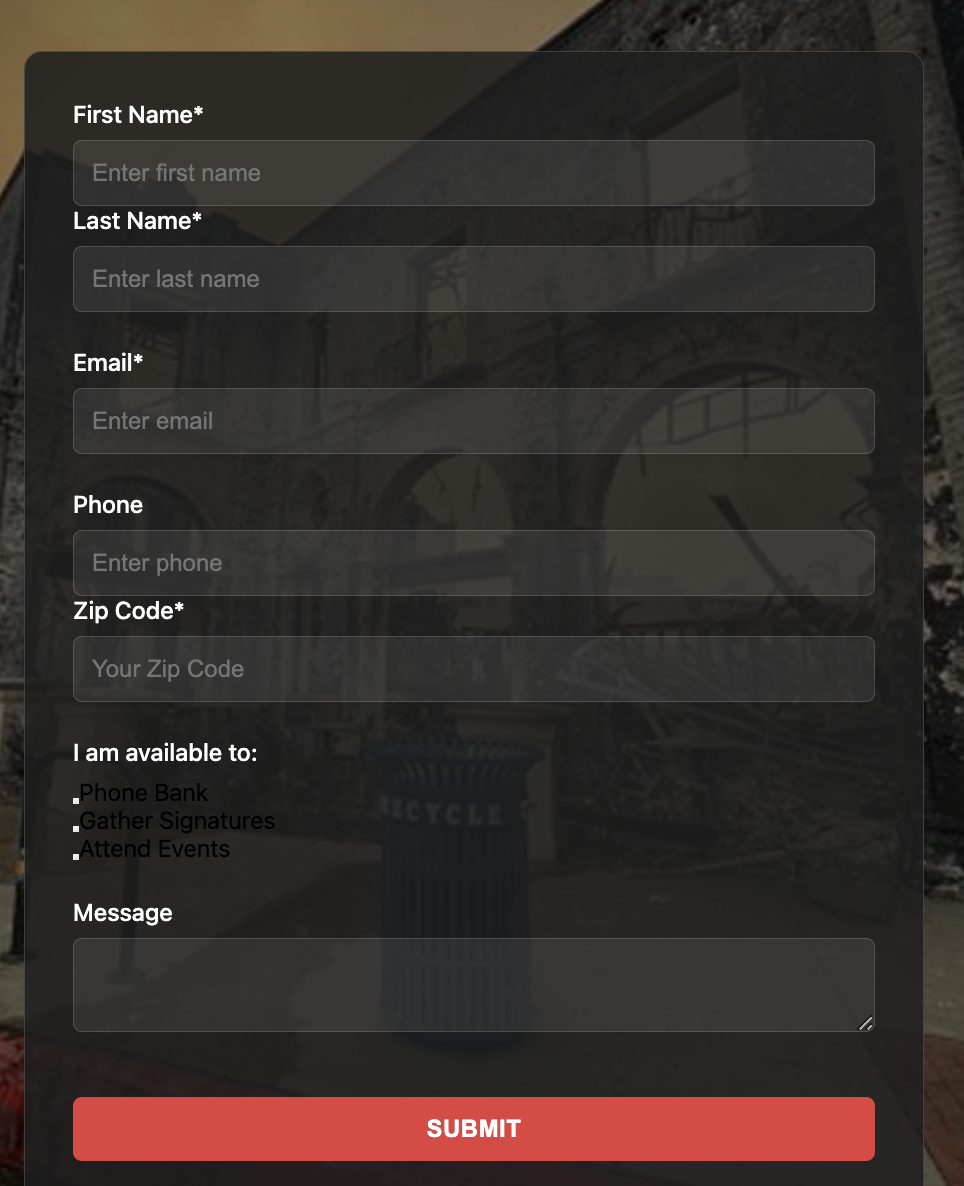 First Name*
Enter first name
Last Name*
Enter last name
Email*
Enter email
Phone
Enter phone
Zip Code*
Your Zip Code
I am available to:
Phone Bank
Gather Signatures
Attend Events
RECYCLE
Message
SUBMIT